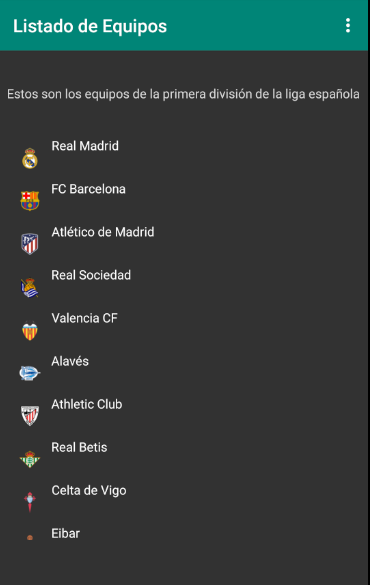 Listado de Equipos
Estos son los equipos de la primera división de la liga española
Real Madrid
FC Barcelona
Atlético de Madrid
Real Sociedad
Valencia CF
Alavés
Athletic Club
Real Betis
Celta de Vigo
Eibar